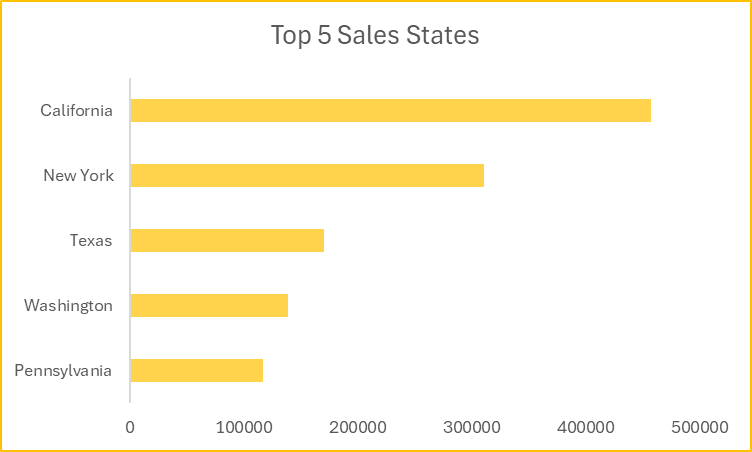 Top 5 Sales States
California
New York
Texas
Washington
Pennsylvania
0 100000 200000 300000 400000 500000